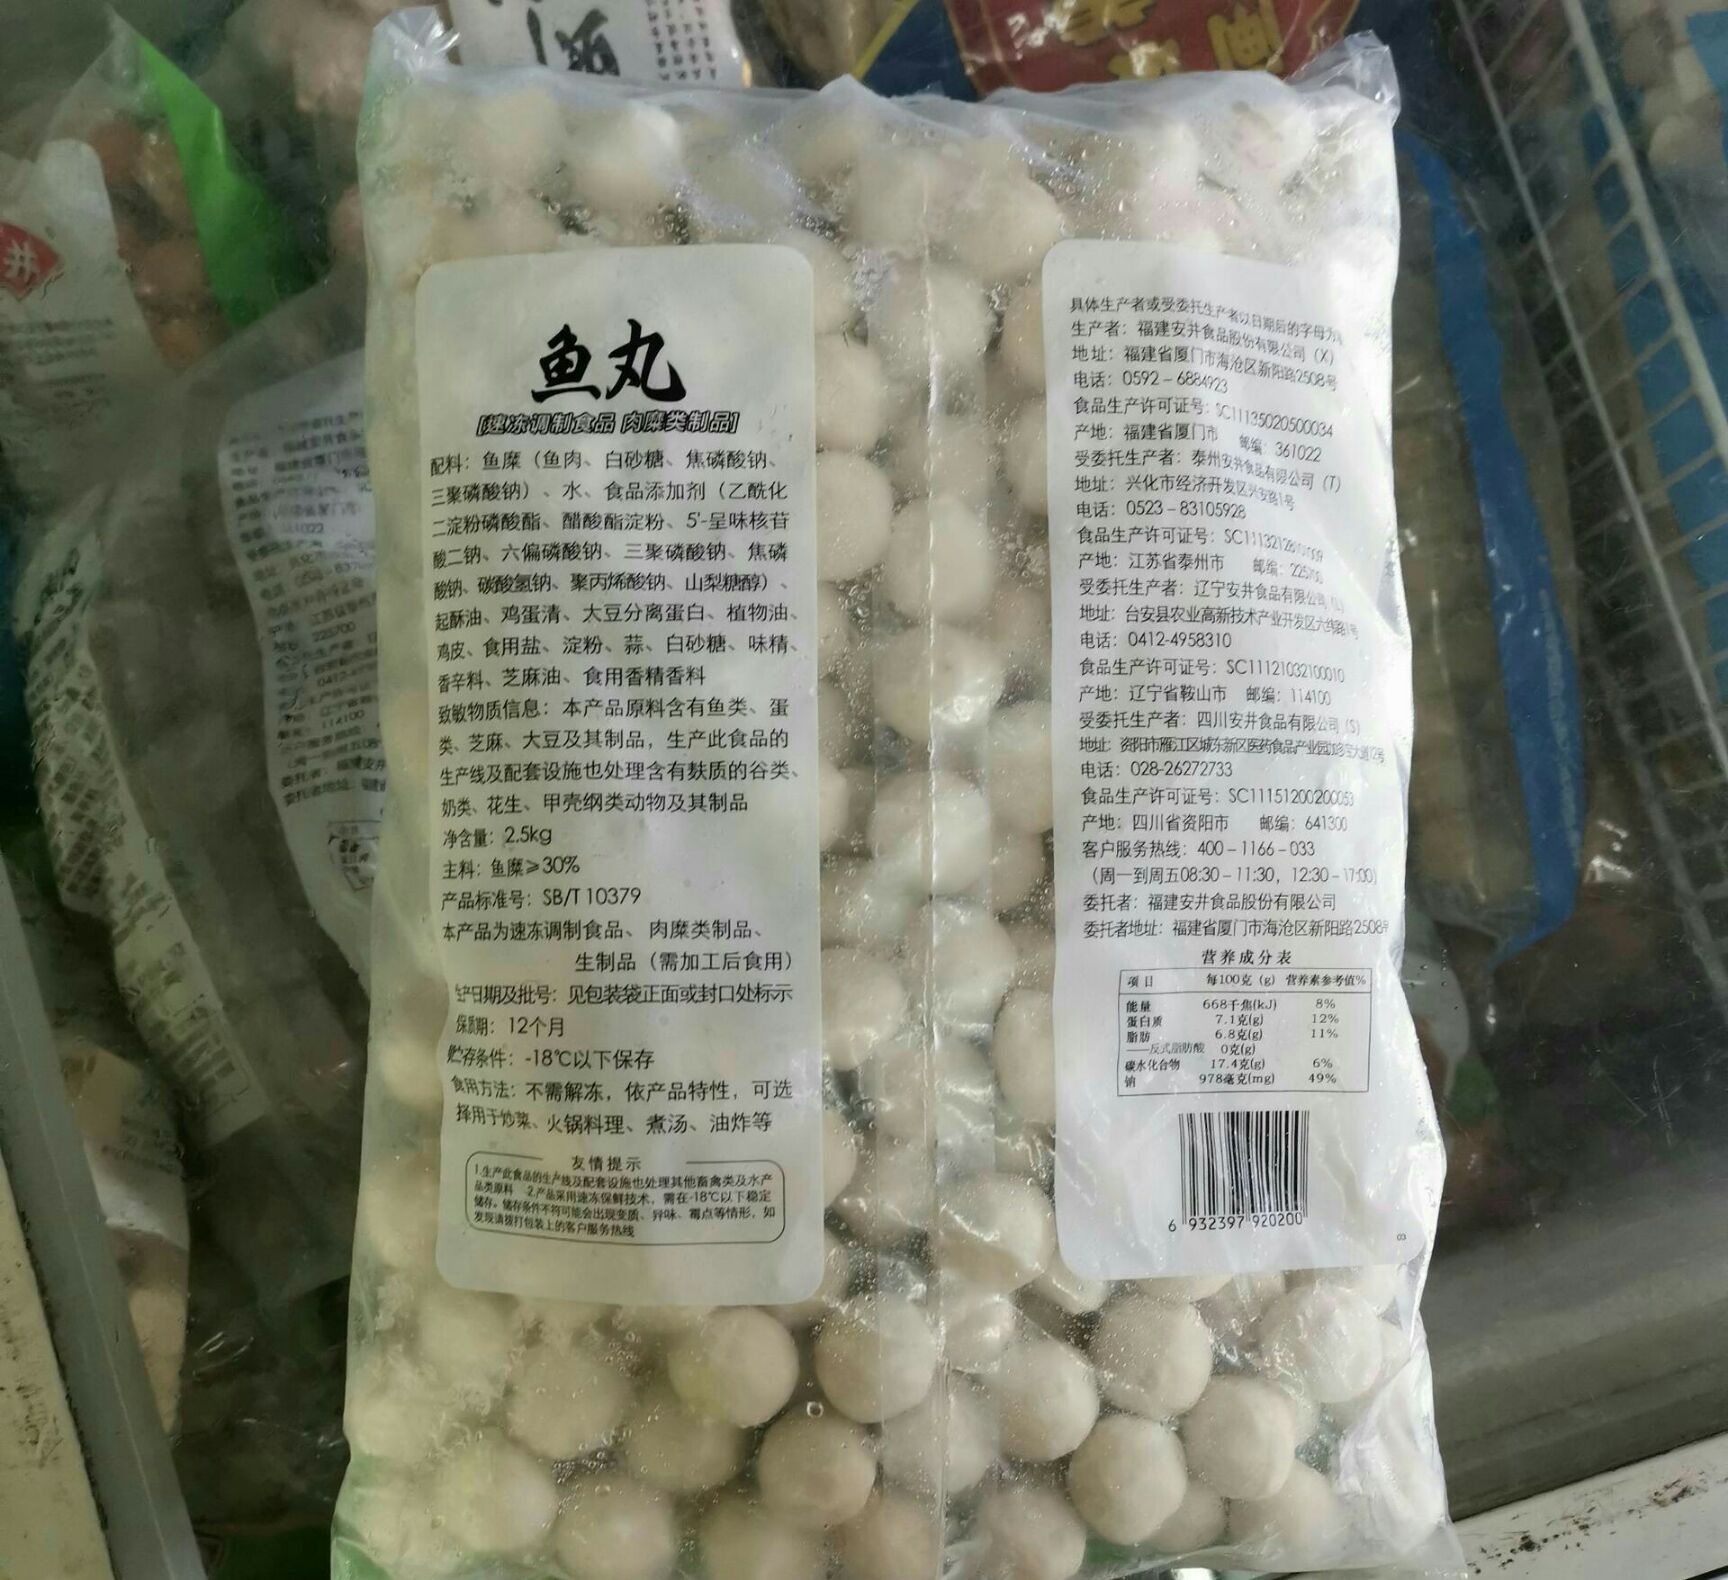 鱼丸
[速冻调制食品 肉糜类制品]
配料：鱼糜（鱼肉、白砂糖、焦磷酸钠、
三聚磷酸钠）、水、食品添加剂（乙酰化
二淀粉磷酸酯、醋酸酯淀粉、5'-呈味核苷
酸二钠、六偏磷酸钠、三聚磷酸钠、焦磷
酸钠、碳酸氢钠、聚丙烯酸钠、山梨糖醇）、
起酥油、鸡蛋清、大豆分离蛋白、植物油、
鸡皮、食用盐、淀粉、蒜、白砂糖、味精、
香辛料、芝麻油、食用香精香料
致敏物质信息：本产品原料含有鱼类、蛋
类、芝麻、大豆及其制品，生产此食品的
生产线及配套设施也处理含有麸质的谷类、
奶类、花生、甲壳纲类动物及其制品
净含量：2.5kg
主料：鱼糜≥30%
产品标准号：SB/T 10379
本产品为速冻调制食品、肉糜类制品、
生制品（需加工后食用）
生产日期及批号：见包装袋正面或封口处标示
保质期：12个月
贮存条件：-18℃以下保存
食用方法：不需解冻，依产品特性，可选
择用于炒菜、火锅料理、煮汤、油炸等
友情提示
1.生产此食品的生产线及配套设施也处理其他畜禽类及水产
品类原料 2.产品采用速冻保鲜技术，需在-18℃以下稳定
储存。储存条件不符可能会出现变质、异味、霉点等情形，如
发现请拨打包装上的客户服务热线
具体生产者或受委托生产者以日期后的字母为
生产者：福建安井食品股份有限公司（X）
地址：福建省厦门市海沧区新阳路2508号
电话：0592－6884923
食品生产许可证号：SC11135020500034
产地：福建省厦门市 邮编：361022
受委托生产者：泰州安井食品有限公司（T）
地址：兴化市经济开发区兴安路1号
电话：0523－83105928
食品生产许可证号：
产地：江苏省泰州市 邮编：
受委托生产者：辽宁安井食品有限公司（L）
地址：台安县农业高新技术产业开发区
电话：0412-4958310
食品生产许可证号：SC11121032100010
产地：辽宁省鞍山市 邮编：114100
受委托生产者：四川安井食品有限公司（S）
地址：资阳市雁江区城东新区医药食品产业园
电话：028-26272733
食品生产许可证号：SC11151200200053
产地：四川省资阳市 邮编：641300
客户服务热线：400－1166－033
（周一到周五08:30－11:30，12:30－17:00）
委托者：福建安井食品股份有限公司
委托者地址：福建省厦门市海沧区新阳路2508号
营养成分表
项目 每100克（g） 营养素参考值%
能量 668千焦(kJ) 8%
蛋白质 7.1克(g) 12%
脂肪 6.8克(g) 11%
——反式脂肪酸 0克(g)
碳水化合物 17.4克(g) 6%
钠 978毫克(mg) 49%
6 932397 920200
03
井